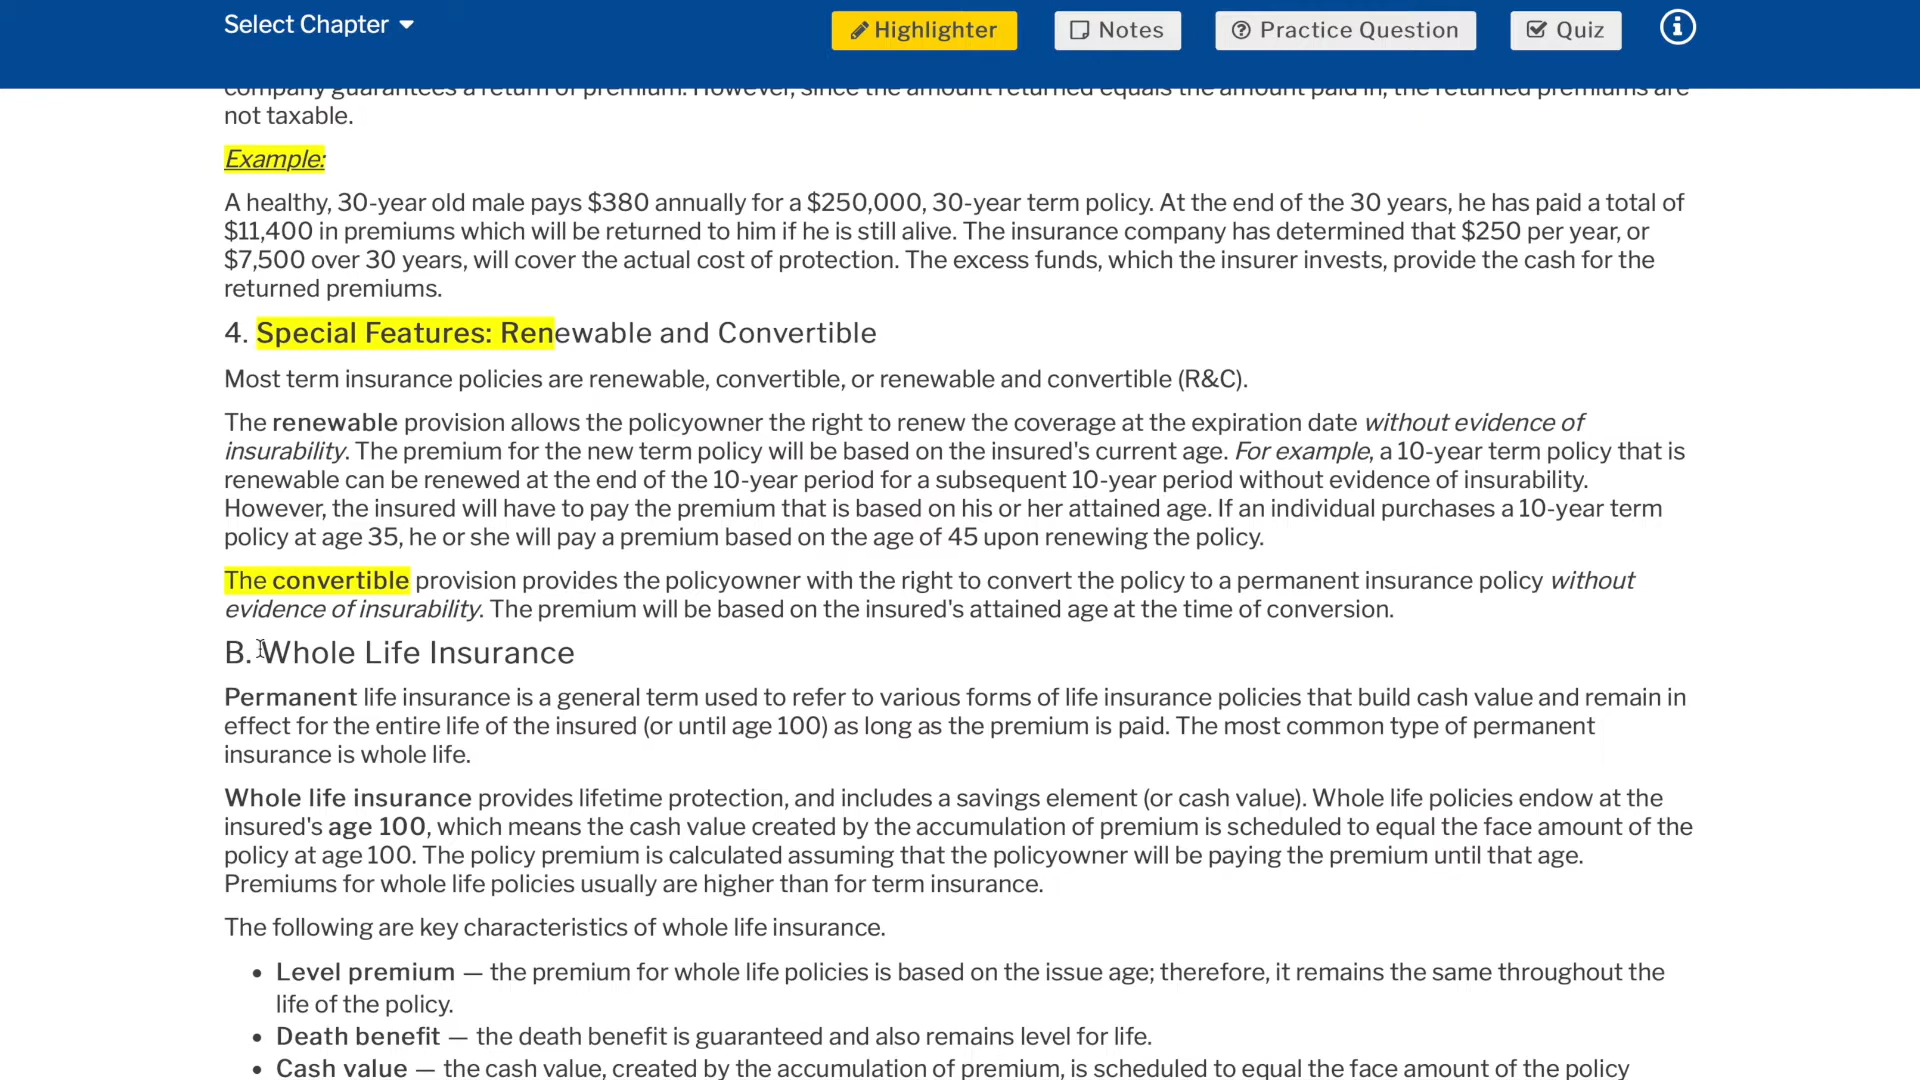 Select Chapter
Highlighter
Notes
Practice Question
Quiz
company guarantees a return of premium. However, since the amount returned equals the amount paid in, the returned premiums are
not taxable.
Example:
A healthy, 30-year old male pays $380 annually for a $250,000, 30-year term policy. At the end of the 30 years, he has paid a total of
$11,400 in premiums which will be returned to him if he is still alive. The insurance company has determined that $250 per year, or
$7,500 over 30 years, will cover the actual cost of protection. The excess funds, which the insurer invests, provide the cash for the
returned premiums.
4. Special Features: Renewable and Convertible
Most term insurance policies are renewable, convertible, or renewable and convertible (R&C).
The renewable provision allows the policyowner the right to renew the coverage at the expiration date without evidence of
insurability. The premium for the new term policy will be based on the insured's current age. For example, a 10-year term policy that is
renewable can be renewed at the end of the 10-year period for a subsequent 10-year period without evidence of insurability.
However, the insured will have to pay the premium that is based on his or her attained age. If an individual purchases a 10-year term
policy at age 35, he or she will pay a premium based on the age of 45 upon renewing the policy.
The convertible provision provides the policyowner with the right to convert the policy to a permanent insurance policy without
evidence of insurability. The premium will be based on the insured's attained age at the time of conversion.
B. Whole Life Insurance
Permanent life insurance is a general term used to refer to various forms of life insurance policies that build cash value and remain in
effect for the entire life of the insured (or until age 100) as long as the premium is paid. The most common type of permanent
insurance is whole life.
Whole life insurance provides lifetime protection, and includes a savings element (or cash value). Whole life policies endow at the
insured's age 100, which means the cash value created by the accumulation of premium is scheduled to equal the face amount of the
policy at age 100. The policy premium is calculated assuming that the policyowner will be paying the premium until that age.
Premiums for whole life policies usually are higher than for term insurance.
The following are key characteristics of whole life insurance.
• Level premium — the premium for whole life policies is based on the issue age; therefore, it remains the same throughout the
life of the policy.
• Death benefit — the death benefit is guaranteed and also remains level for life.
• Cash value — the cash value, created by the accumulation of premium, is scheduled to equal the face amount of the policy